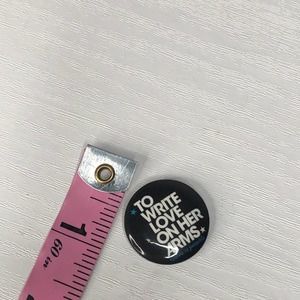 TO
WRITE
LOVE
ON HER
ARMS
1
60 in